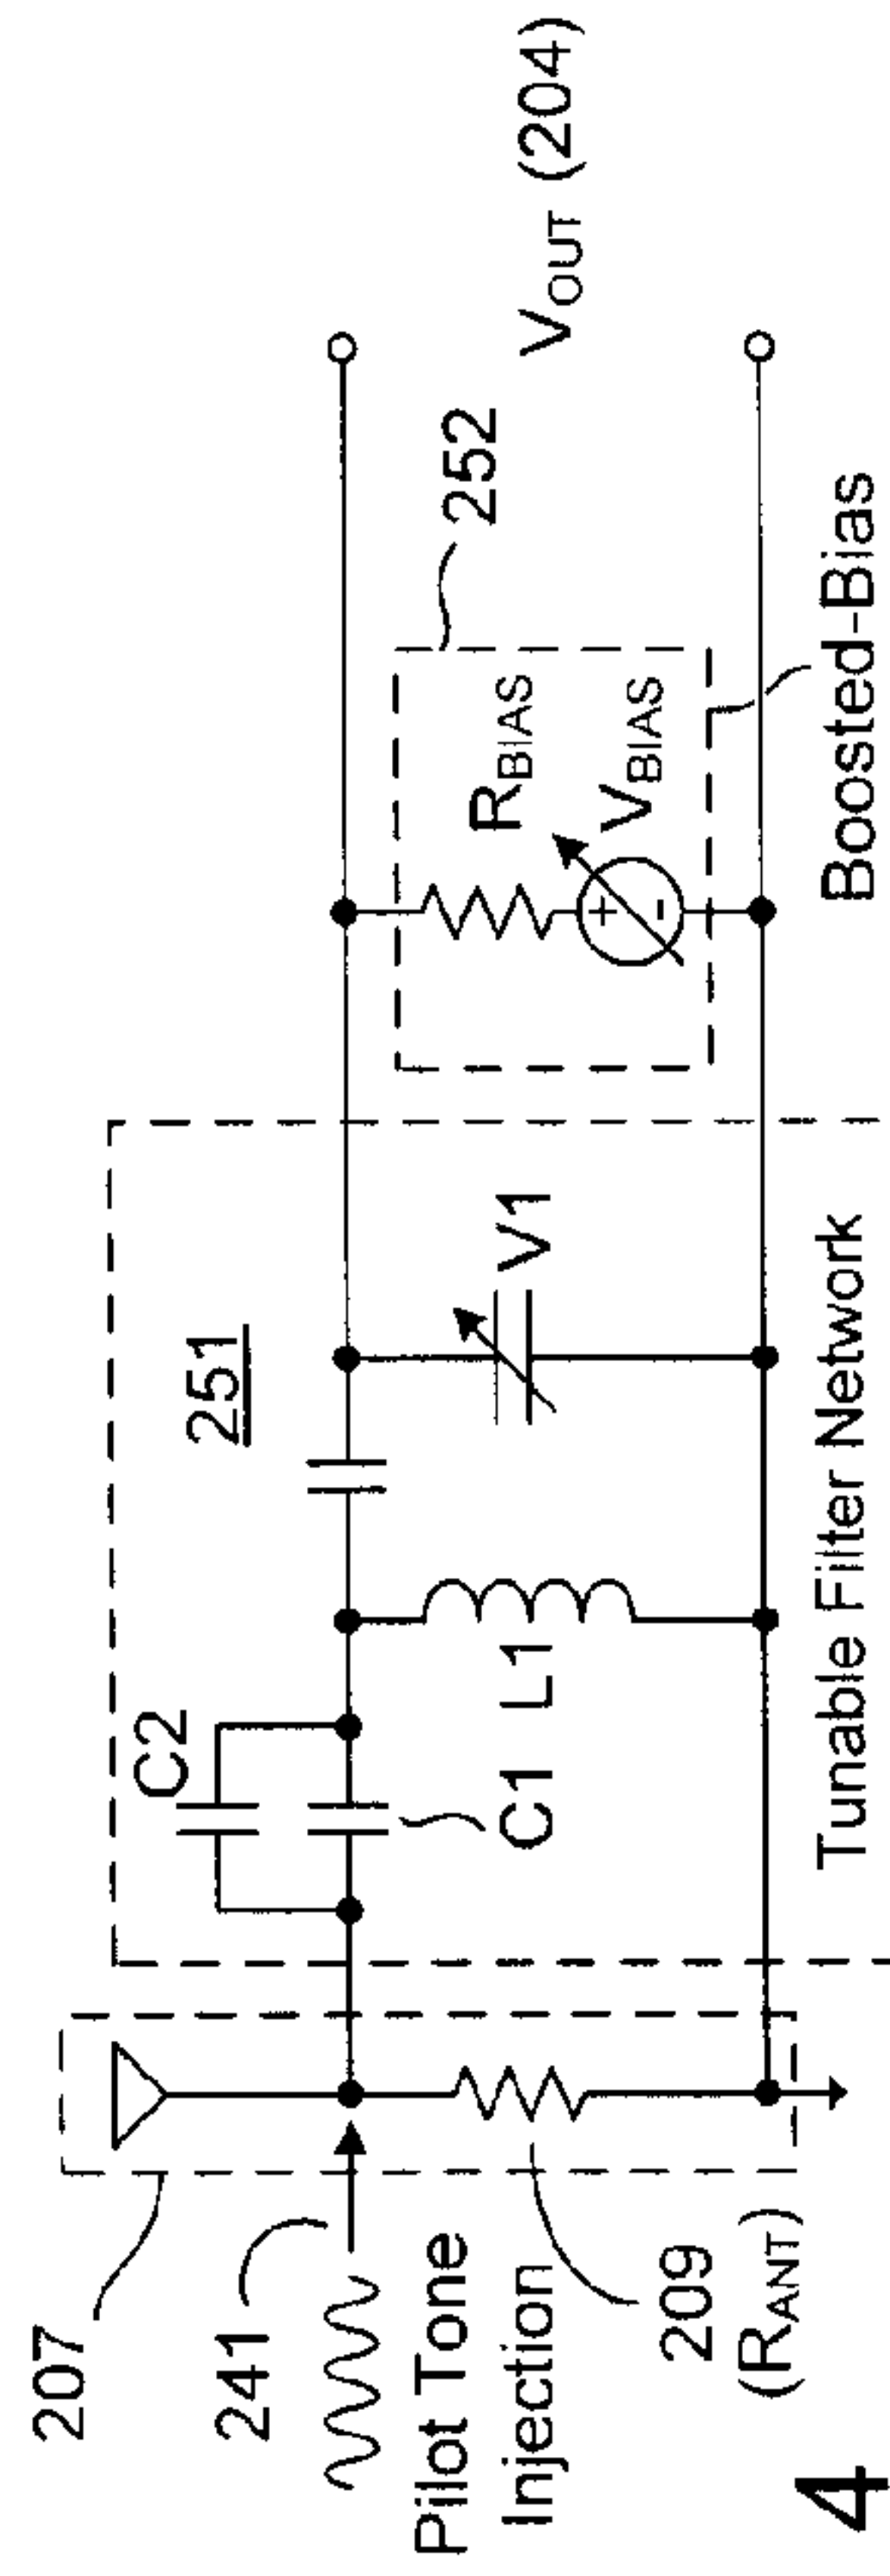 207
241
Pilot Tone
Injection
209
(RANT)
C2
C1
L1
251
V1
Tunable Filter Network
RBIAS
VBIAS
+
-
252
Boosted-Bias
VOUT (204)
4